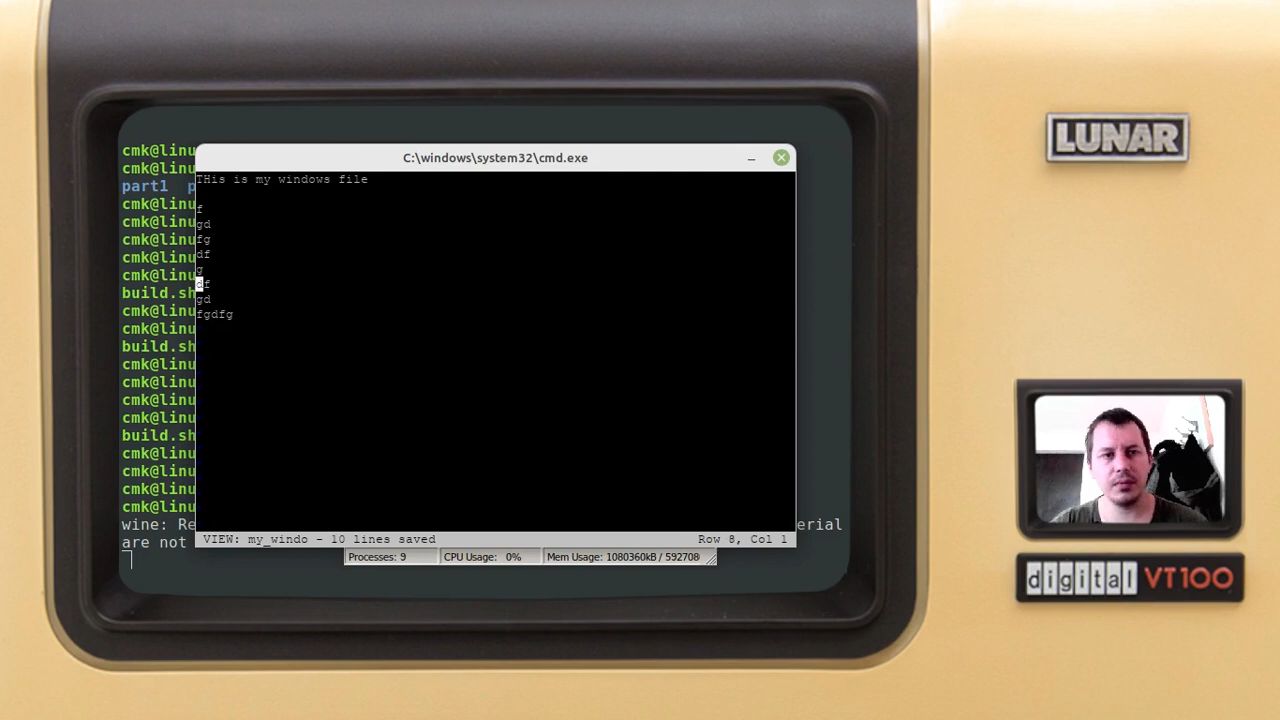 LUNAR
cmk@linu
cmk@linu
part1 p
cmk@linu
cmk@linu
cmk@linu
cmk@linu
cmk@linu
build.sh
cmk@linu
cmk@linu
build.sh
cmk@linu
cmk@linu
cmk@linu
cmk@linu
build.sh
cmk@linu
cmk@linu
cmk@linu
cmk@linu
wine: Re
erial
are not
C:\windows\system32\cmd.exe
THis is my windows file
f
gd
fg
df
g
df
gd
fgdfg
VIEW: my_windo - 10 lines saved
Row 8, Col 1
Processes: 9
CPU Usage: 0%
Mem Usage: 1080360kB / 592708
digital VT100